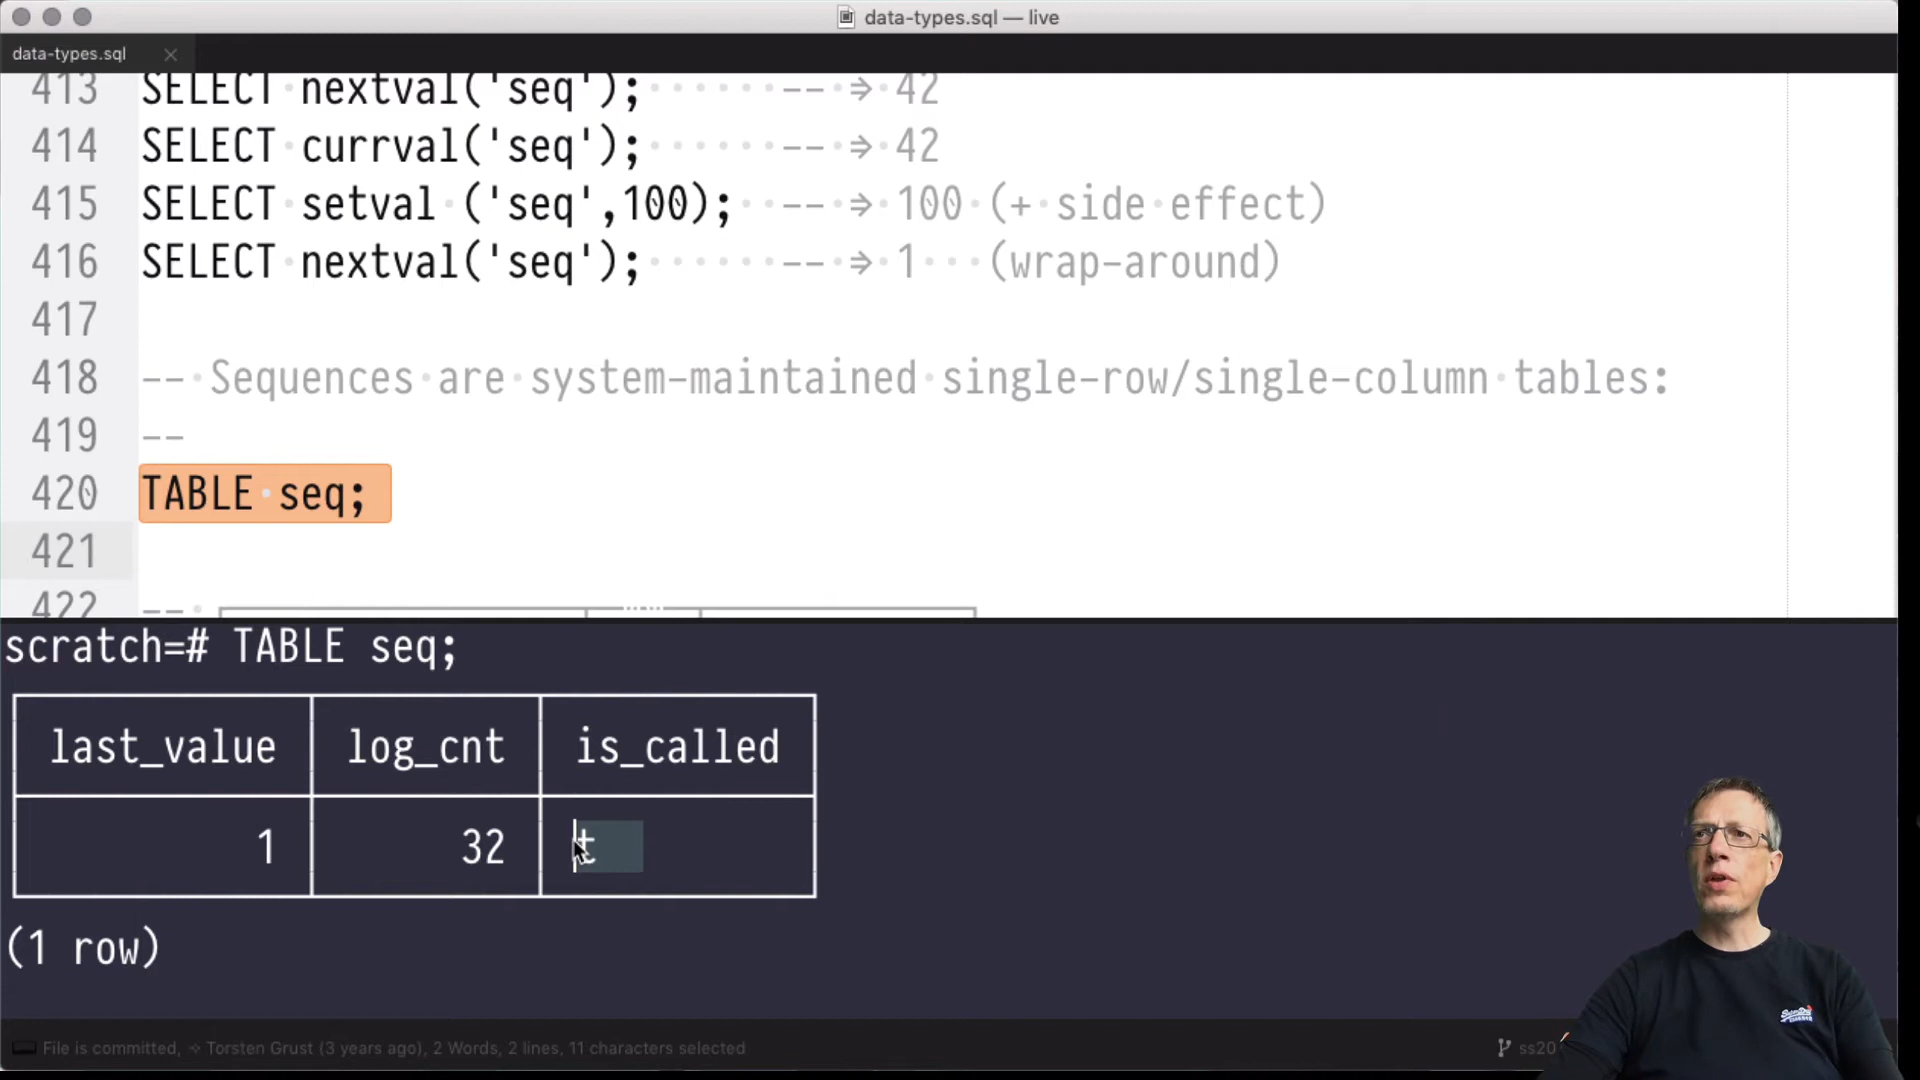 data-types.sql — live
data-types.sql
413 SELECT nextval('seq'); -- ⇒ 42
414 SELECT currval('seq'); -- ⇒ 42
415 SELECT setval ('seq',100); -- ⇒ 100 (+ side effect)
416 SELECT nextval('seq'); -- ⇒ 1 (wrap-around)
417
418 -- Sequences are system-maintained single-row/single-column tables:
419 --
420 TABLE seq;
421
422 --
scratch=# TABLE seq;
last_value log_cnt is_called
1 32 t
(1 row)
File is committed, Torsten Grust (3 years ago), 2 Words, 2 lines, 11 characters selected
ss20